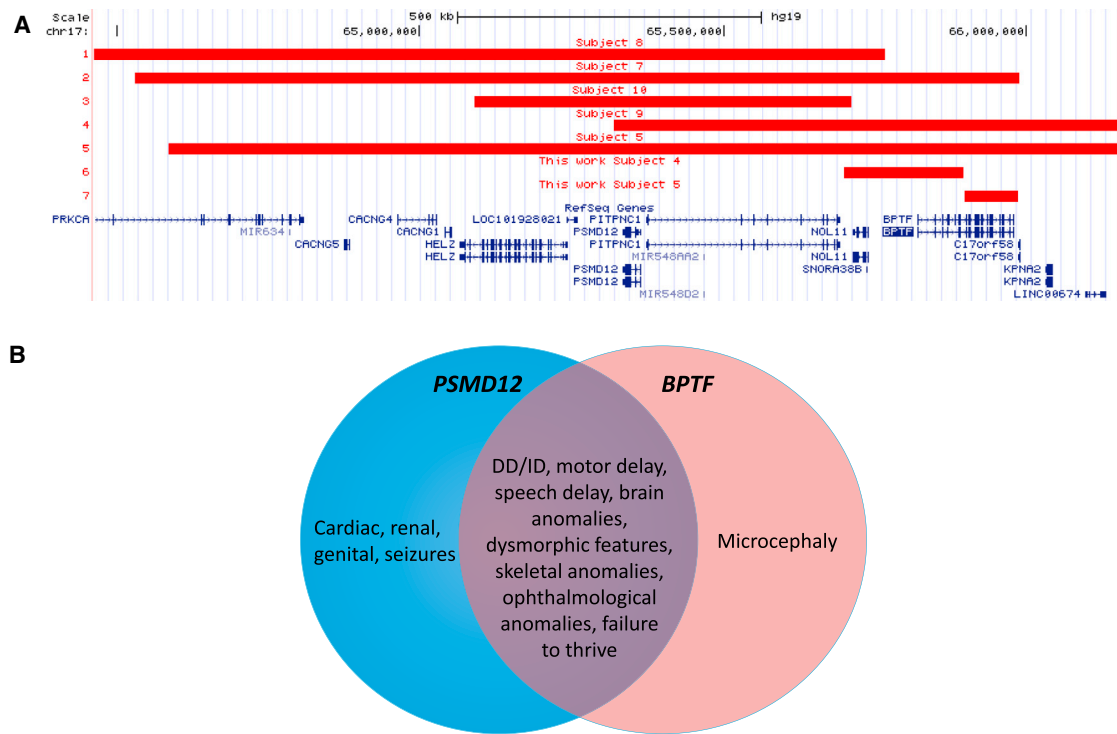 A
Scale 500 kb hg19
chr17: 65,000,000 65,500,000 66,000,000
Subject 8
1
Subject 7
2
Subject 10
3
Subject 9
4
Subject 5
5
This work Subject 4
6
This work Subject 5
7
RefSeq Genes
PRKCA CACNG4 LOC101928021 PITPNC1 BPTF
MIR634 CACNG1 PSMD12 NOL11 BPTF
CACNG5 HELZ PITPNC1 C17orf58
HELZ MIR548AA2 NOL11 C17orf58
PSMD12 SNORA38B KPNA2
PSMD12 KPNA2
MIR548D2 LINC00674
B
PSMD12 BPTF
Cardiac, renal,
genital, seizures
DD/ID, motor delay,
speech delay, brain
anomalies,
dysmorphic features,
skeletal anomalies,
ophthalmological
anomalies, failure
to thrive
Microcephaly